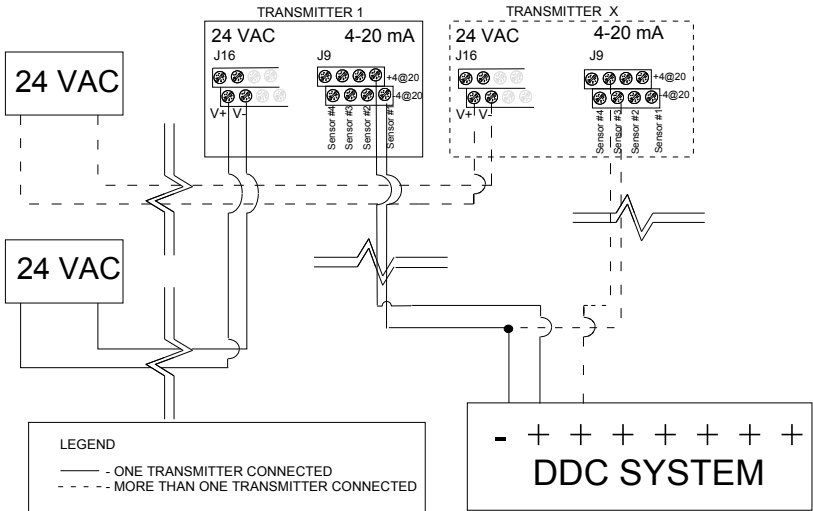 TRANSMITTER 1
24 VAC
4-20 mA
J16
J9
+4@20
-4@20
V+ V-
Sensor #4
Sensor #3
Sensor #2
Sensor #1
TRANSMITTER X
24 VAC
4-20 mA
J16
J9
+4@20
-4@20
V+ V-
Sensor #4
Sensor #3
Sensor #2
Sensor #1
24 VAC
24 VAC
LEGEND
- ONE TRANSMITTER CONNECTED
- MORE THAN ONE TRANSMITTER CONNECTED
- + + + + + + +
DDC SYSTEM